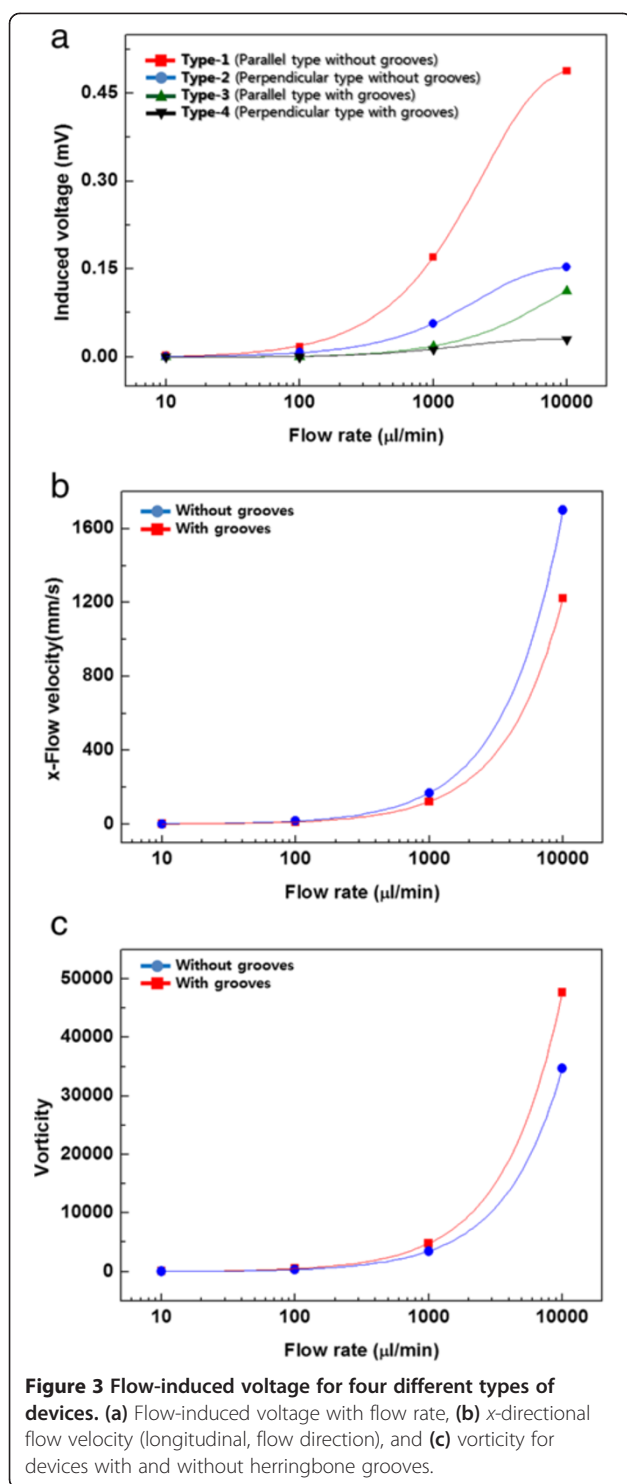 a
Type-1 (Parallel type without grooves)
Type-2 (Perpendicular type without grooves)
Type-3 (Parallel type with grooves)
Type-4 (Perpendicular type with grooves)
0.45
0.30
0.15
0.00
Induced voltage (mV)
10 100 1000 10000
Flow rate (μl/min)
b
Without grooves
With grooves
1600
1200
800
400
0
x-Flow velocity(mm/s)
10 100 1000 10000
Flow rate (μl/min)
c
Without grooves
With grooves
50000
40000
30000
20000
10000
0
Vorticity
10 100 1000 10000
Flow rate (μl/min)
Figure 3 Flow-induced voltage for four different types of
devices. (a) Flow-induced voltage with flow rate, (b) x-directional
flow velocity (longitudinal, flow direction), and (c) vorticity for
devices with and without herringbone grooves.